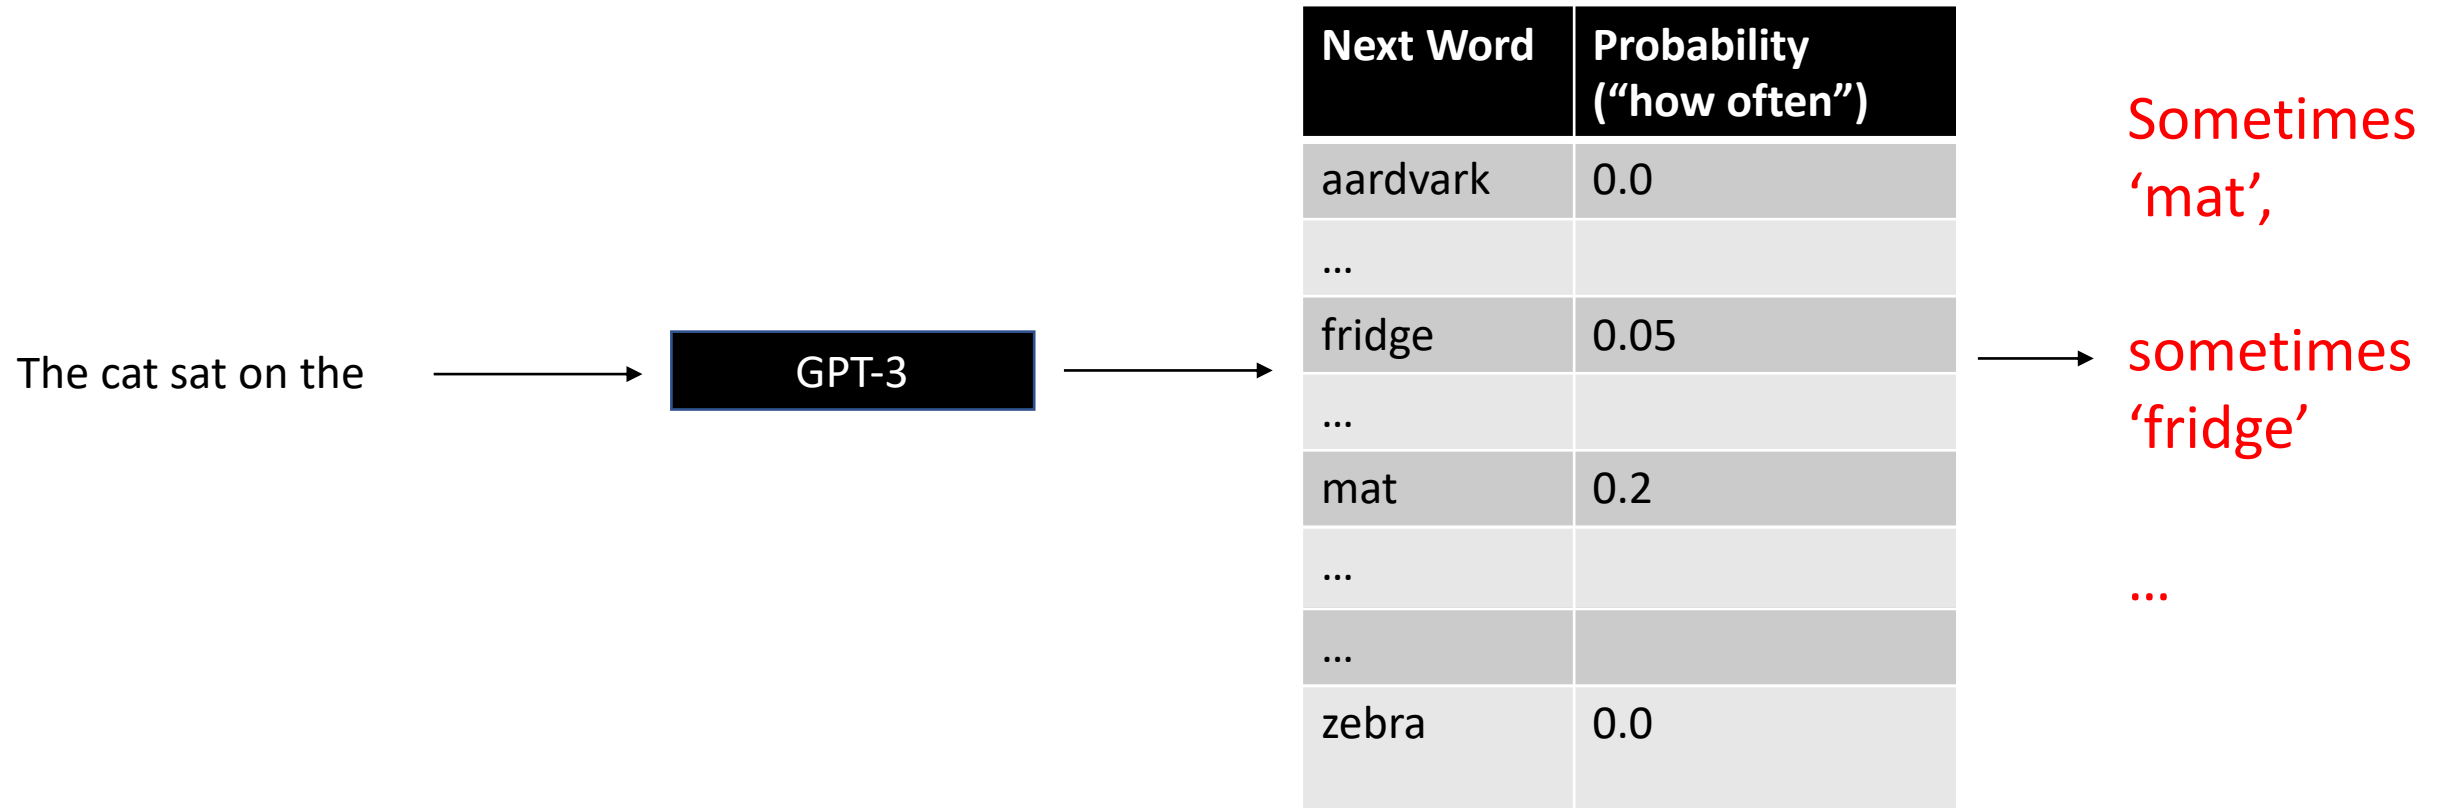 The cat sat on the
GPT-3
Next Word
Probability
(“how often”)
aardvark 0.0
…
fridge 0.05
…
mat 0.2
…
…
zebra 0.0
Sometimes
‘mat’,
sometimes
‘fridge’
…